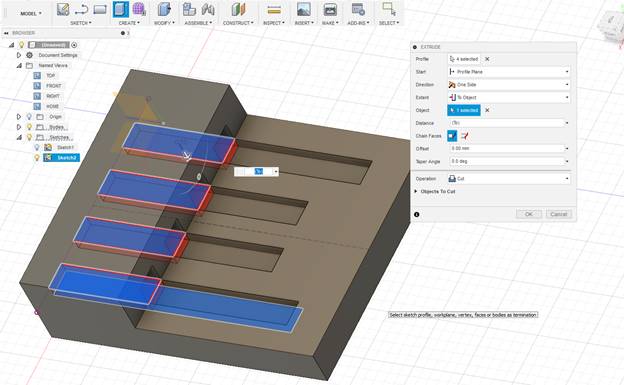 MODEL
SKETCH
CREATE
MODIFY
ASSEMBLE
CONSTRUCT
INSPECT
INSERT
MAKE
ADD-INS
SELECT
BROWSER
(Unsaved)
Document Settings
Named Views
TOP
FRONT
RIGHT
HOME
Origin
Bodies
Sketches
Sketch1
Sketch2
EXTRUDE
Profile 4 selected
Start Profile Plane
Direction One Side
Extent To Object
Object 1 selected
Distance
Chain Faces
Offset 0.00 mm
Taper Angle 0.0 deg
Operation Cut
Objects To Cut
OK Cancel
Select sketch profile, workplane, vertex, faces or bodies as termination